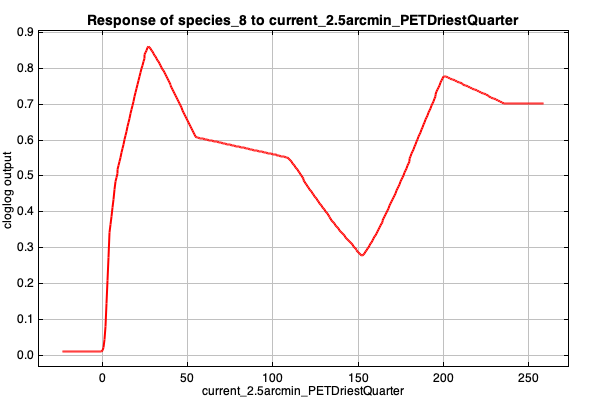 Response of species_8 to current_2.5arcmin_PETDriestQuarter
cloglog output
0.9
0.8
0.7
0.6
0.5
0.4
0.3
0.2
0.1
0.0
0 50 100 150 200 250
current_2.5arcmin_PETDriestQuarter